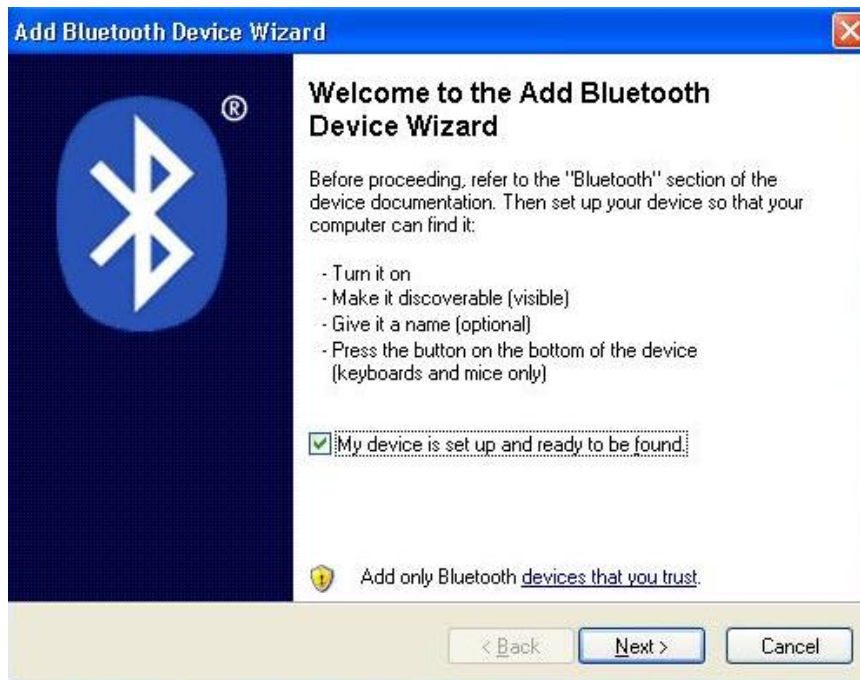 Add Bluetooth Device Wizard
®
Welcome to the Add Bluetooth
Device Wizard
Before proceeding, refer to the "Bluetooth" section of the
device documentation. Then set up your device so that your
computer can find it:
- Turn it on
- Make it discoverable (visible)
- Give it a name (optional)
- Press the button on the bottom of the device
(keyboards and mice only)
My device is set up and ready to be found.
Add only Bluetooth devices that you trust.
< Back Next > Cancel